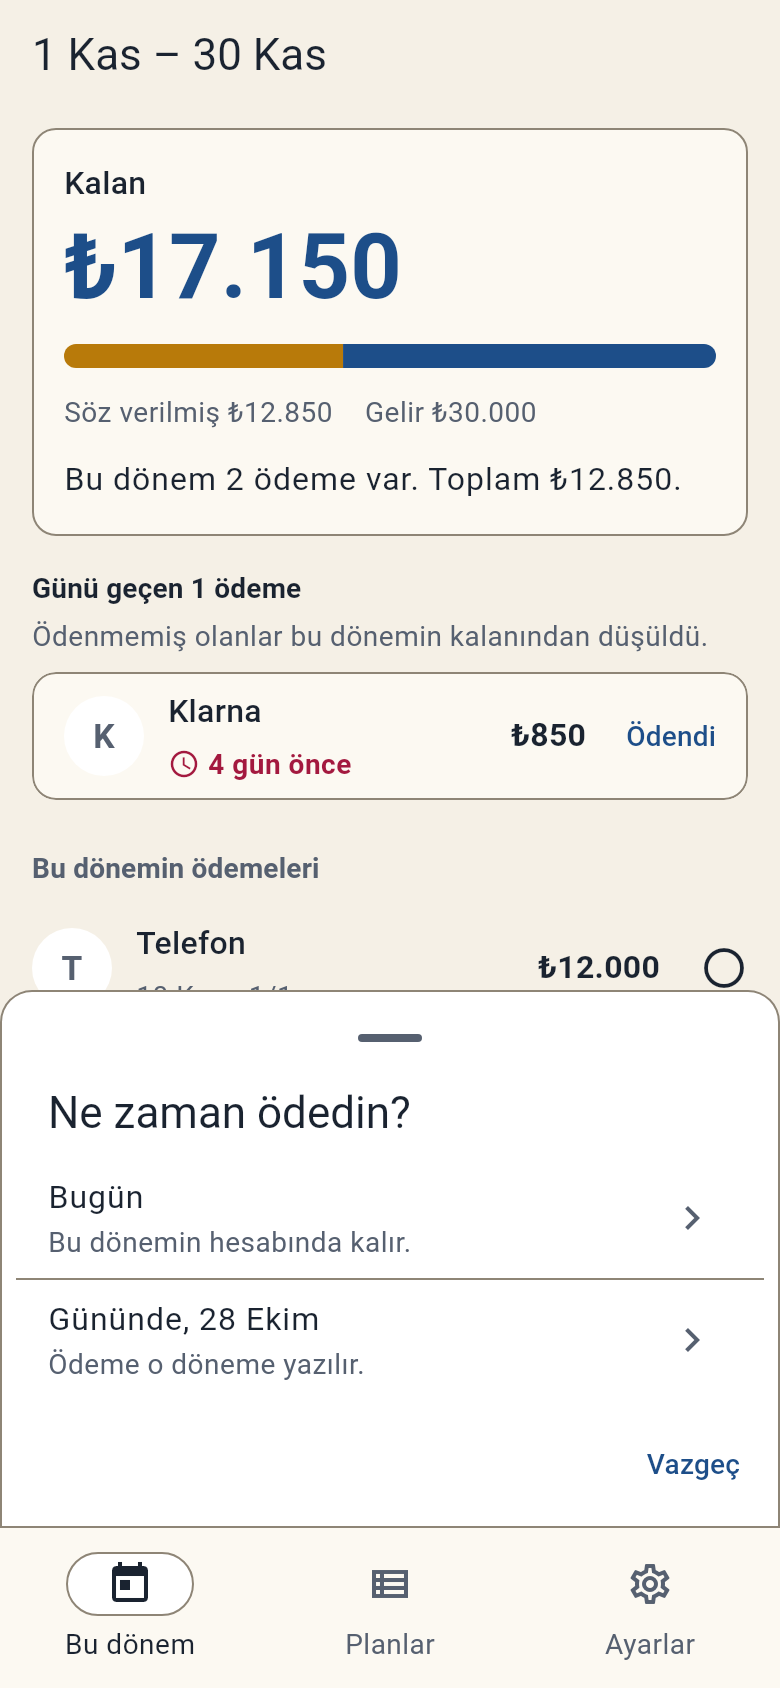 1 Kas – 30 Kas
Kalan
₺17.150
Söz verilmiş ₺12.850 Gelir ₺30.000
Bu dönem 2 ödeme var. Toplam ₺12.850.
Günü geçen 1 ödeme
Ödenmemiş olanlar bu dönemin kalanından düşüldü.
K
Klarna
4 gün önce
₺850
Ödendi
Bu dönemin ödemeleri
T
Telefon
₺12.000
Ne zaman ödedin?
Bugün
Bu dönemin hesabında kalır.
Gününde, 28 Ekim
Ödeme o döneme yazılır.
Vazgeç
Bu dönem
Planlar
Ayarlar